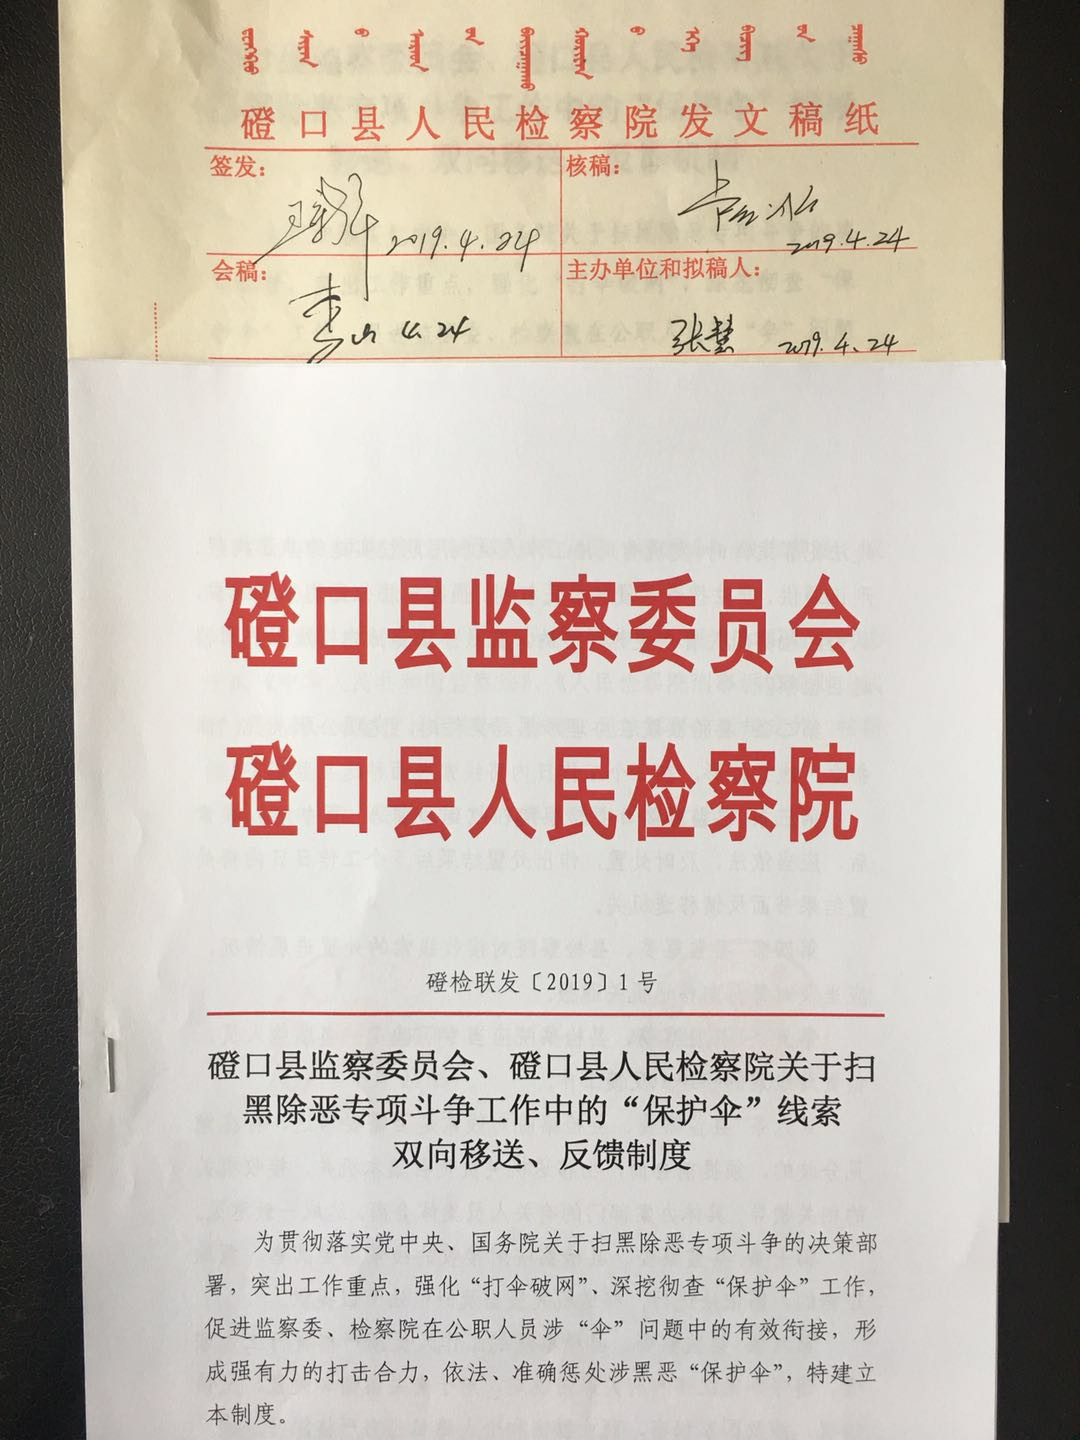 磴口县人民检察院发文稿纸
签发：
核稿：
2019.4.24
2019.4.24
会稿：
主办单位和拟稿人：
4.24
张慧 2019.4.24
磴口县监察委员会
磴口县人民检察院
磴检联发〔2019〕1号
磴口县监察委员会、磴口县人民检察院关于扫
黑除恶专项斗争工作中的“保护伞”线索
双向移送、反馈制度
为贯彻落实党中央、国务院关于扫黑除恶专项斗争的决策部
署，突出工作重点，强化“打伞破网”、深挖彻查“保护伞”工作，
促进监察委、检察院在公职人员涉“伞”问题中的有效衔接，形
成强有力的打击合力，依法、准确惩处涉黑恶“保护伞”，特建立
本制度。